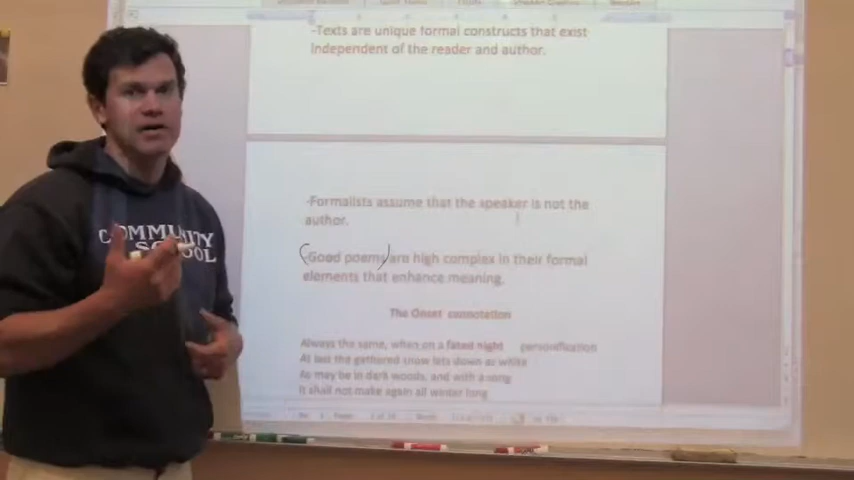 -Texts are unique formal constructs that exist
independent of the reader and author.
-Formalists assume that the speaker is not the
author.
-Good poems are high complex in their formal
elements that enhance meaning.
The Onset connotation
Always the same, when on a fated night personification
At last the gathered snow lets down as white
As may be in dark woods, and with a song
It shall not make again all winter long
COMMUNITY
SCHOOL